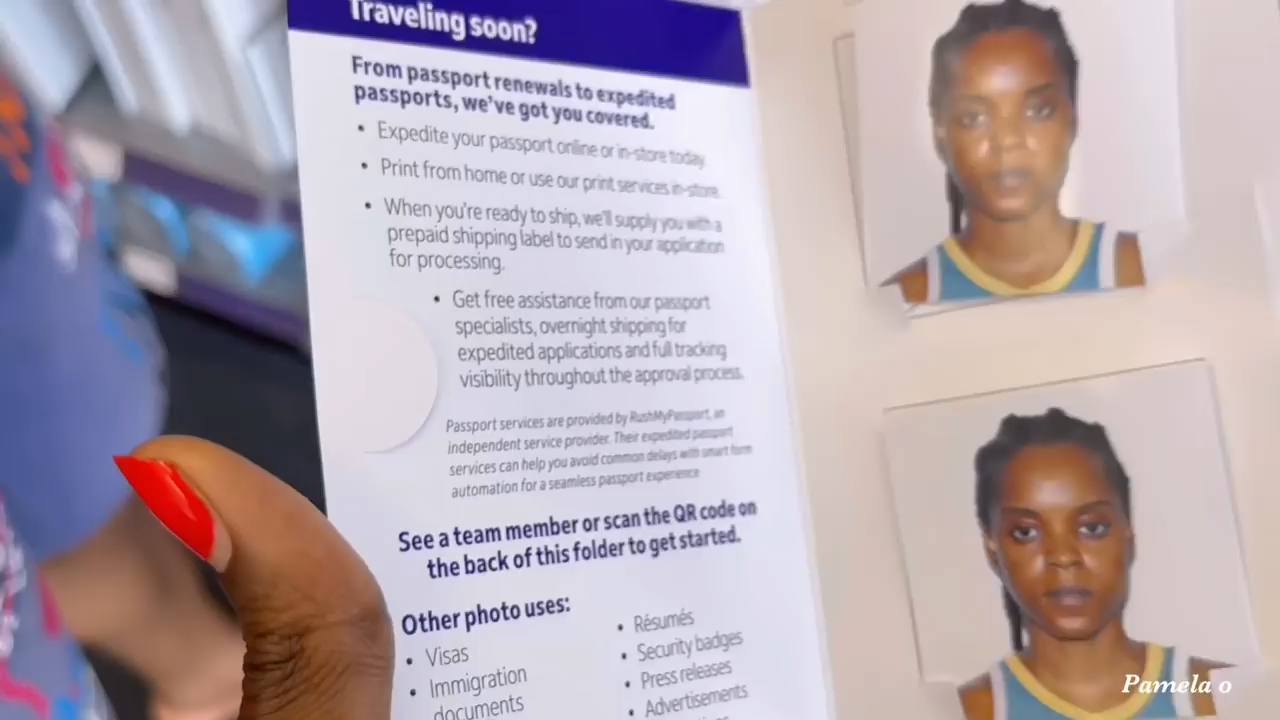 Traveling soon?
From passport renewals to expedited
passports, we've got you covered.
• Expedite your passport online or in-store today.
• Print from home or use our print services in-store.
• When you're ready to ship, we'll supply you with a
prepaid shipping label to send in your application
for processing.
• Get free assistance from our passport
specialists, overnight shipping for
expedited applications and full tracking
visibility throughout the approval process.
Passport services are provided by RushMyPassport, an
independent service provider. Their expedited passport
services can help you avoid common delays with smart form
automation for a seamless passport experience
See a team member or scan the QR code on
the back of this folder to get started.
Other photo uses:
• Visas
• Immigration
documents
• Résumés
• Security badges
• Press releases
• Advertisements
Pamela o